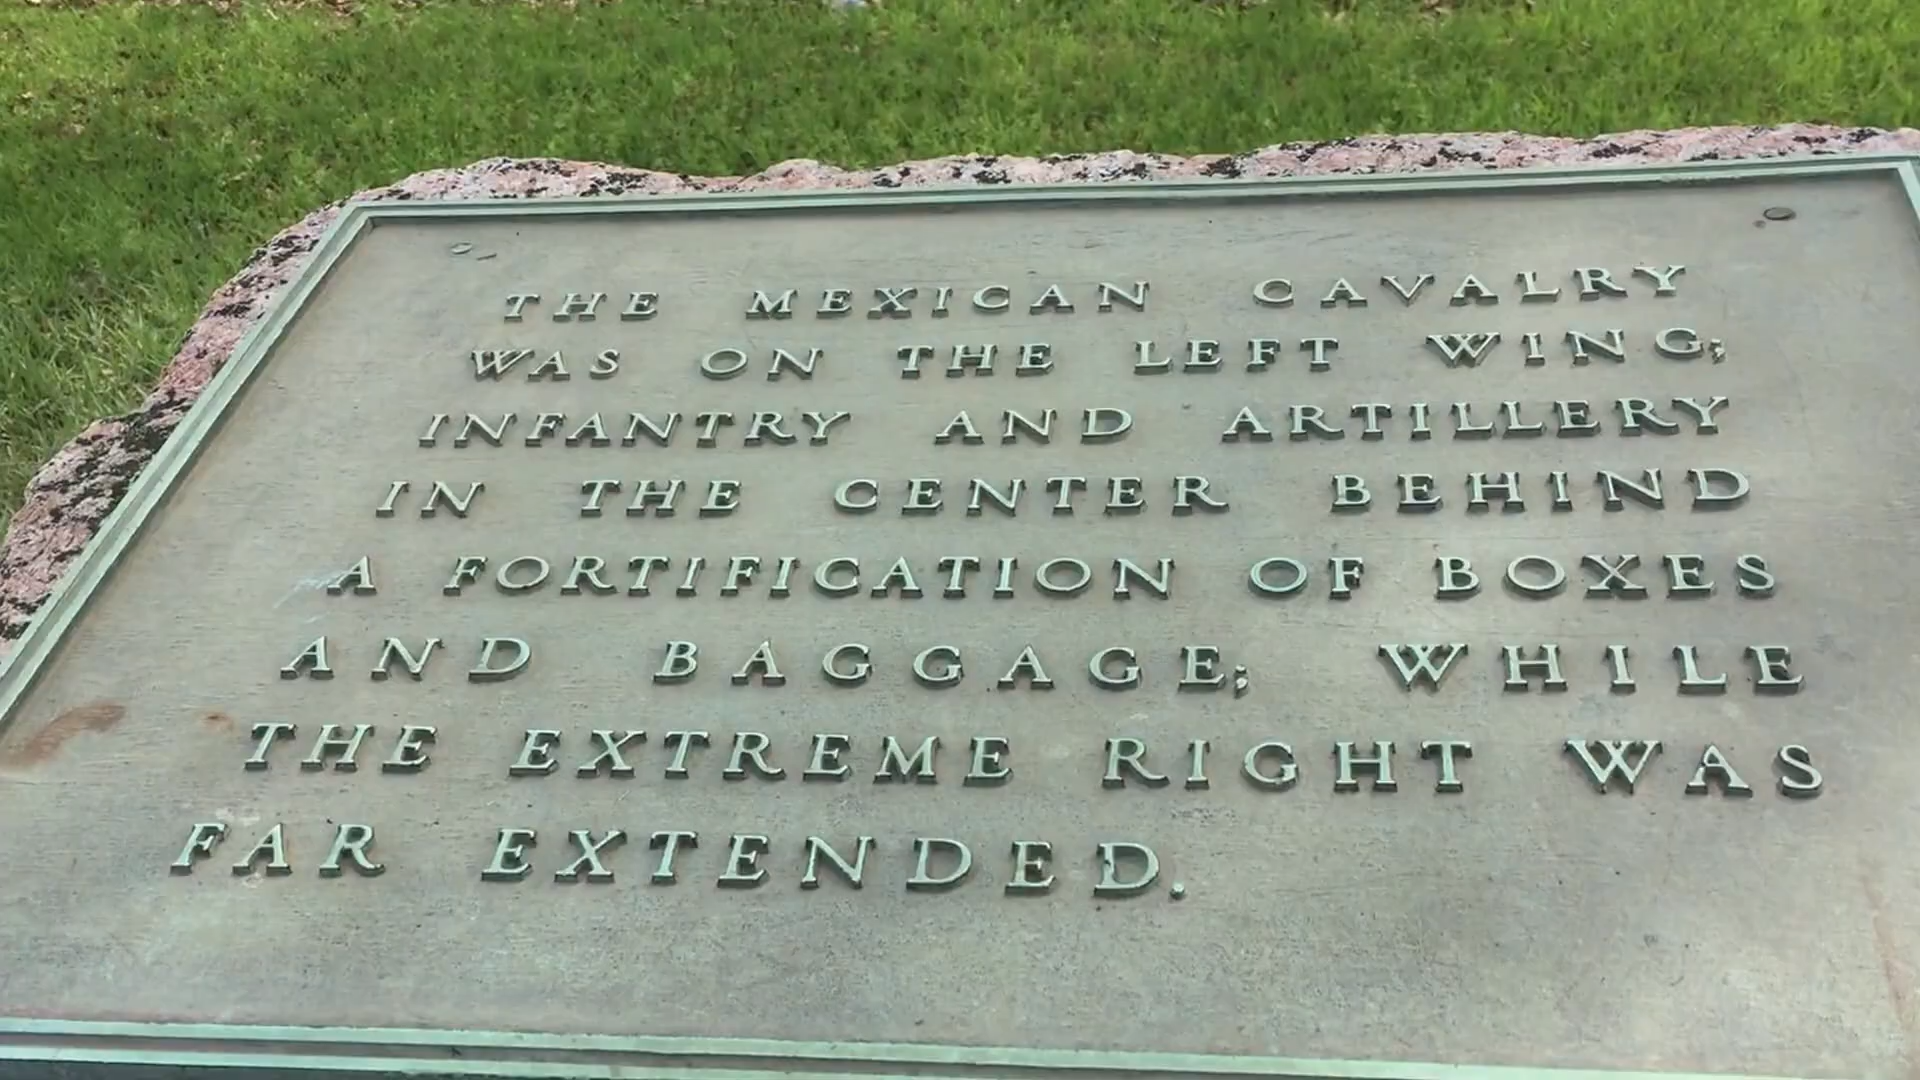 THE MEXICAN CAVALRY
WAS ON THE LEFT WING;
INFANTRY AND ARTILLERY
IN THE CENTER BEHIND
A FORTIFICATION OF BOXES
AND BAGGAGE; WHILE
THE EXTREME RIGHT WAS
FAR EXTENDED.